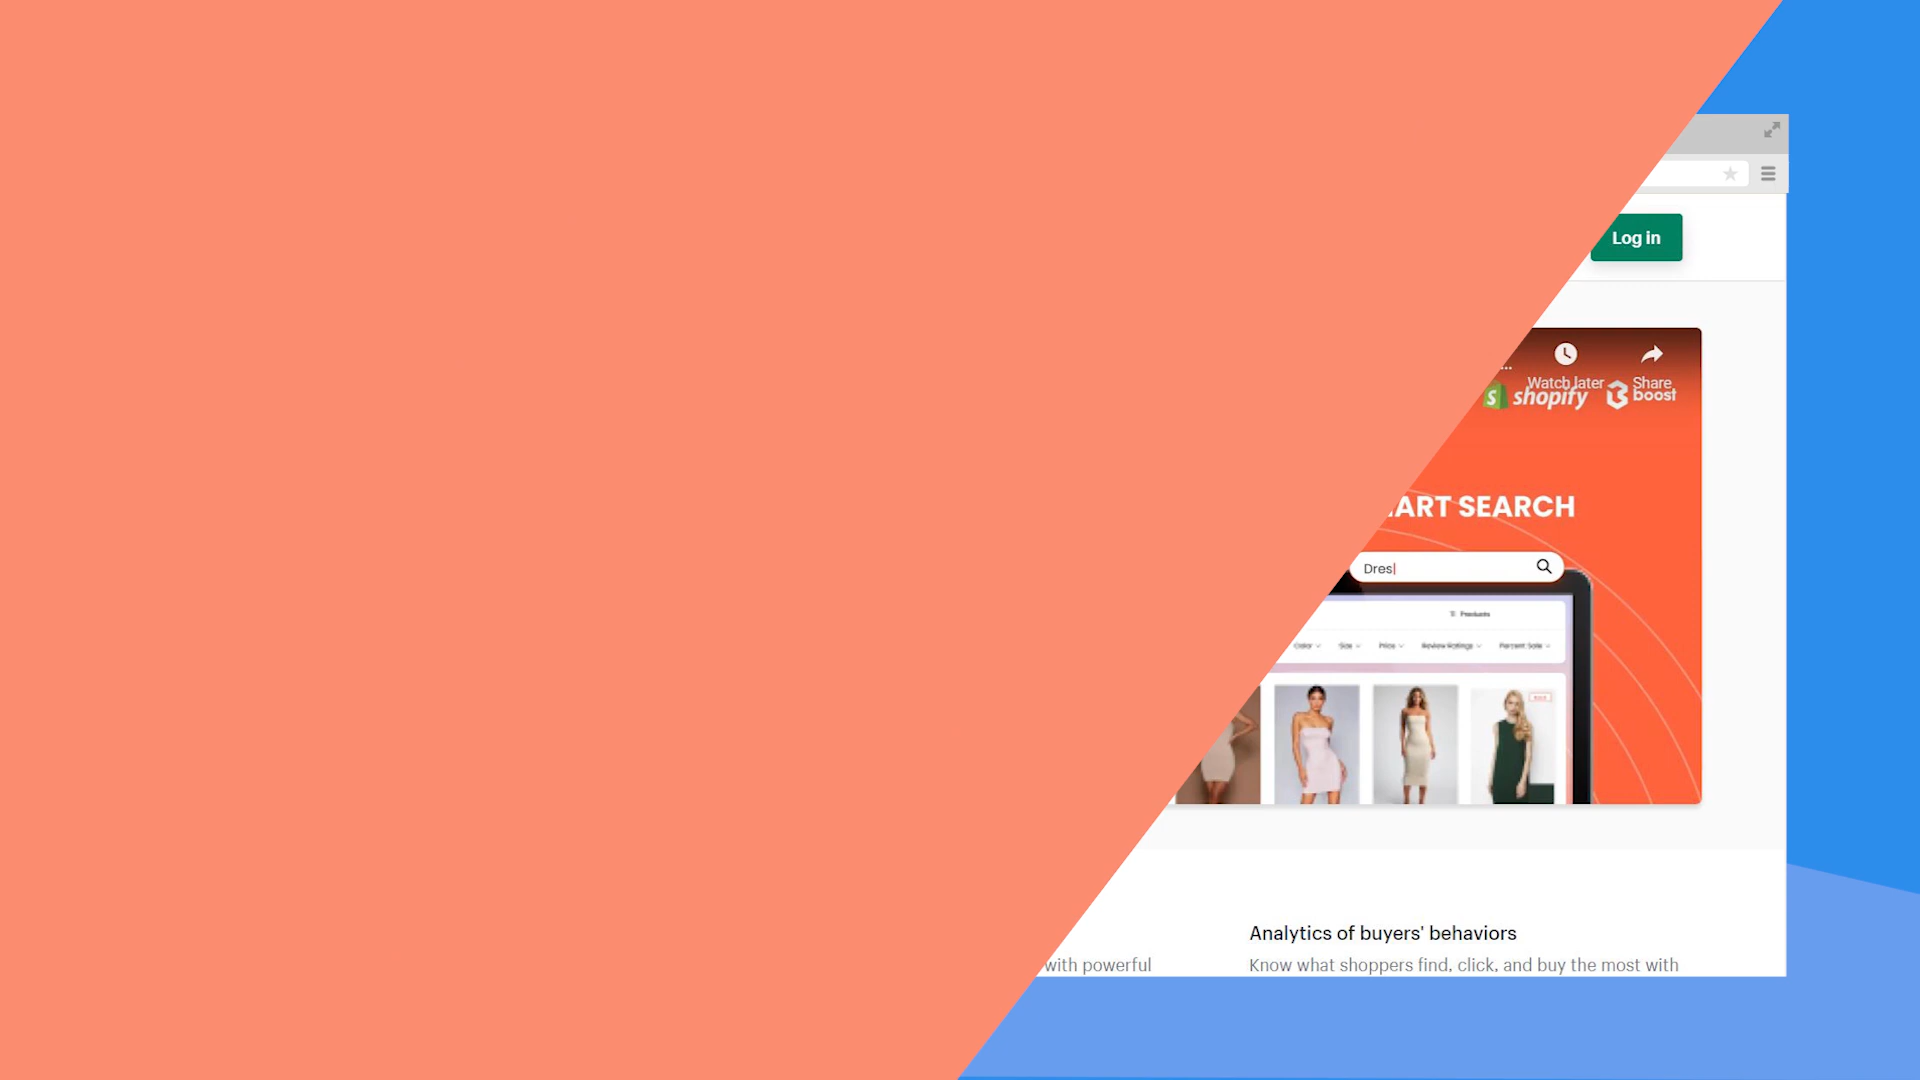 Log in
...
Watch later
Share
shopify
boost
ART SEARCH
Dres
Products
Color
Size
Price
Review Ratings
Percent Sale
Analytics of buyers' behaviors
with powerful
Know what shoppers find, click, and buy the most with